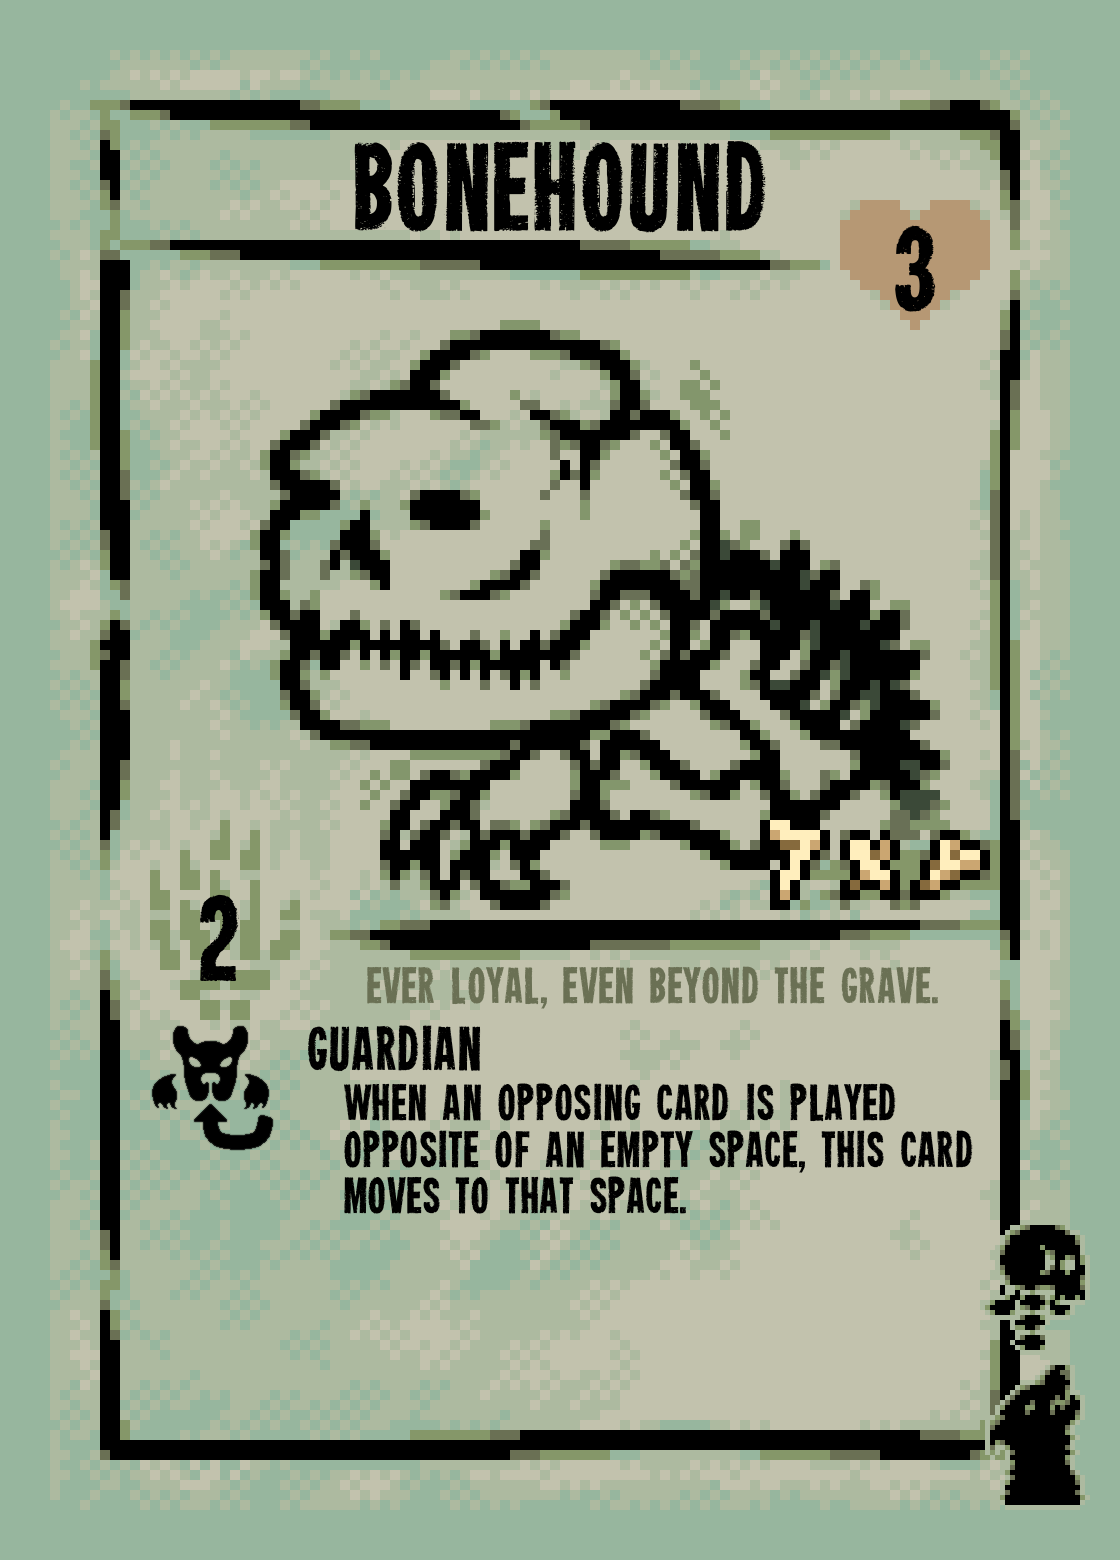 BONEHOUND
3
7 X
2
EVER LOYAL, EVEN BEYOND THE GRAVE.
GUARDIAN
WHEN AN OPPOSING CARD IS PLAYED
OPPOSITE OF AN EMPTY SPACE, THIS CARD
MOVES TO THAT SPACE.